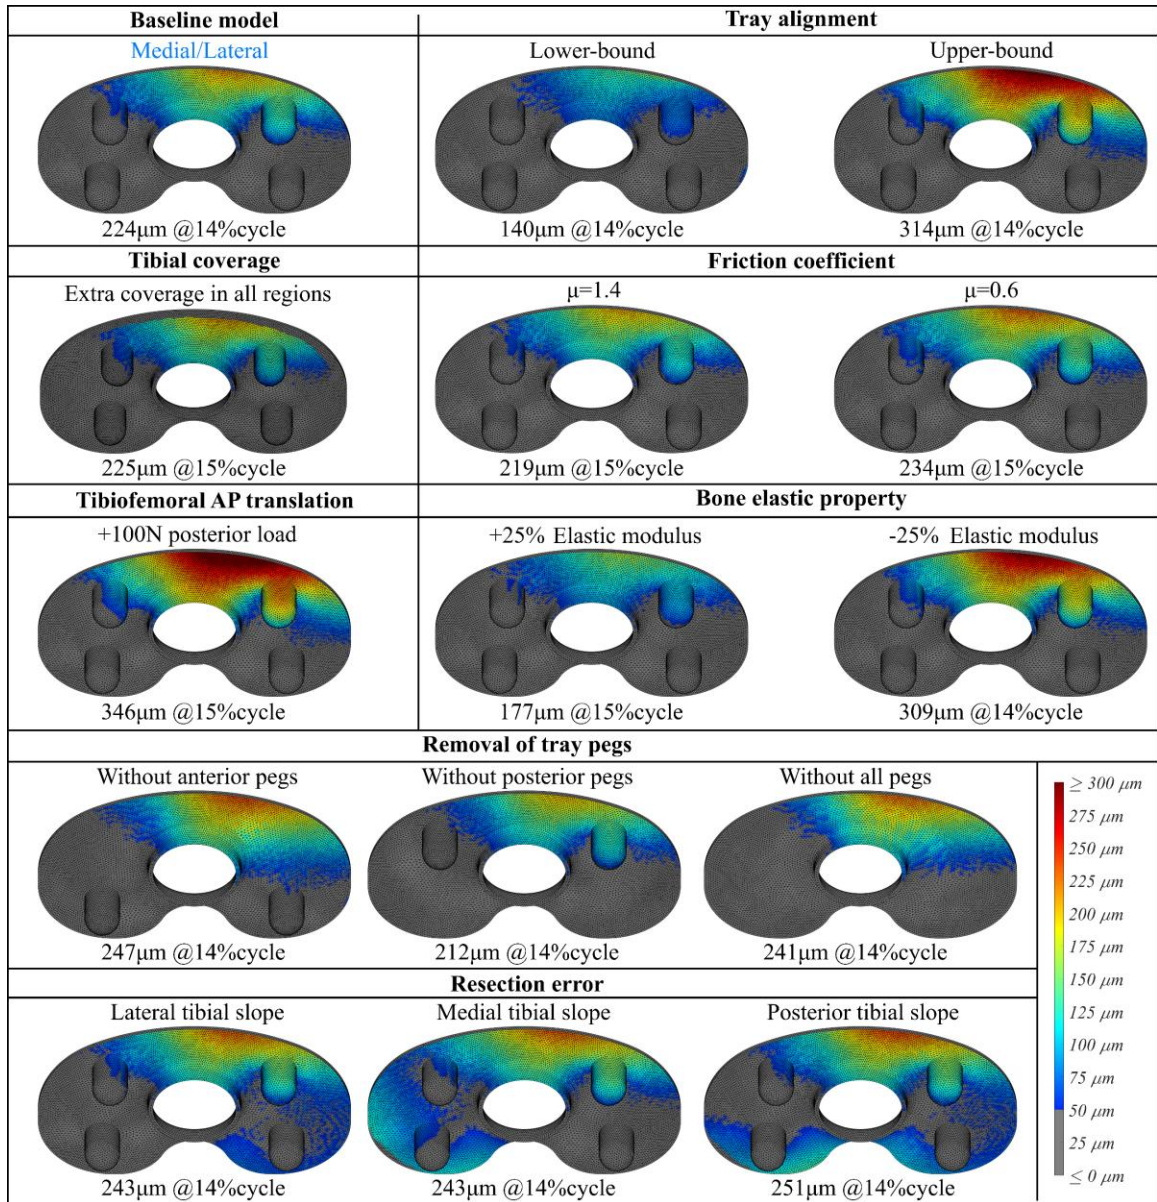 Baseline model
Tray alignment
Medial/Lateral
Lower-bound
Upper-bound
224μm @14%cycle
140μm @14%cycle
314μm @14%cycle
Tibial coverage
Friction coefficient
Extra coverage in all regions
μ=1.4
μ=0.6
225μm @15%cycle
219μm @15%cycle
234μm @15%cycle
Tibiofemoral AP translation
Bone elastic property
+100N posterior load
+25% Elastic modulus
-25% Elastic modulus
346μm @15%cycle
177μm @15%cycle
309μm @14%cycle
Removal of tray pegs
Without anterior pegs
Without posterior pegs
Without all pegs
247μm @14%cycle
212μm @14%cycle
241μm @14%cycle
Resection error
Lateral tibial slope
Medial tibial slope
Posterior tibial slope
243μm @14%cycle
243μm @14%cycle
251μm @14%cycle
≥ 300 μm
275 μm
250 μm
225 μm
200 μm
175 μm
150 μm
125 μm
100 μm
75 μm
50 μm
25 μm
≤ 0 μm